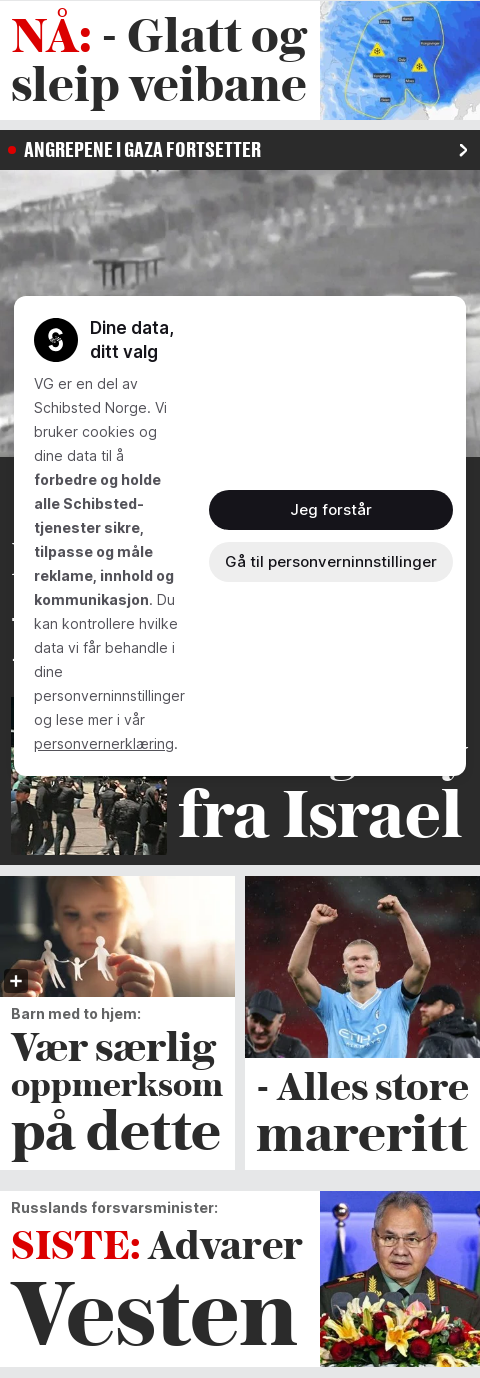 NÅ: - Glatt og
sleip veibane
ANGREPENE I GAZA FORTSETTER
Dine data,
ditt valg
VG er en del av
Schibsted Norge. Vi
bruker cookies og
dine data til å
forbedre og holde
alle Schibsted-
tjenester sikre,
tilpasse og måle
reklame, innhold og
kommunikasjon. Du
kan kontrollere hvilke
data vi får behandle i
dine
personverninnstillinger
og lese mer i vår
personvernerklæring.
Jeg forstår
Gå til personverninnstillinger
fra Israel
Barn med to hjem:
Vær særlig
oppmerksom
på dette
- Alles store
mareritt
Russlands forsvarsminister:
SISTE: Advarer
Vesten